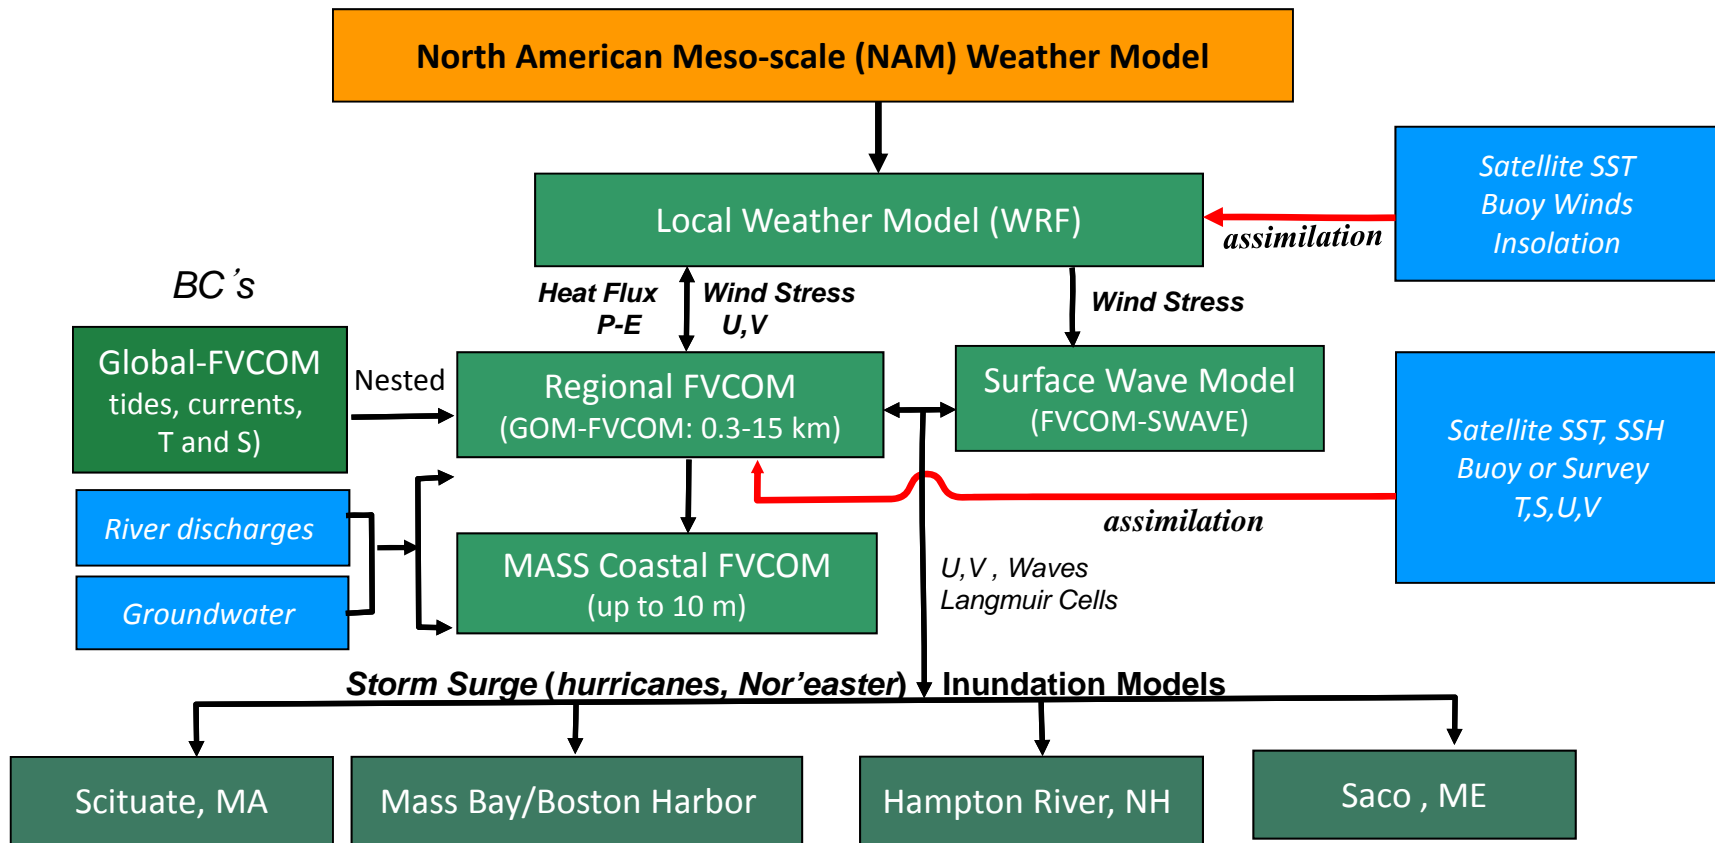 North American Meso-scale (NAM) Weather Model
Satellite SST
Buoy Winds
Insolation
Local Weather Model (WRF)
assimilation
BC´s
Heat Flux
P-E
Wind Stress
U,V
Wind Stress
Global-FVCOM
tides, currents,
T and S)
Nested
Regional FVCOM
(GOM-FVCOM: 0.3-15 km)
Surface Wave Model
(FVCOM-SWAVE)
Satellite SST, SSH
Buoy or Survey
T,S,U,V
assimilation
River discharges
Groundwater
MASS Coastal FVCOM
(up to 10 m)
U,V , Waves
Langmuir Cells
Storm Surge (hurricanes, Nor’easter) Inundation Models
Scituate, MA
Mass Bay/Boston Harbor
Hampton River, NH
Saco , ME